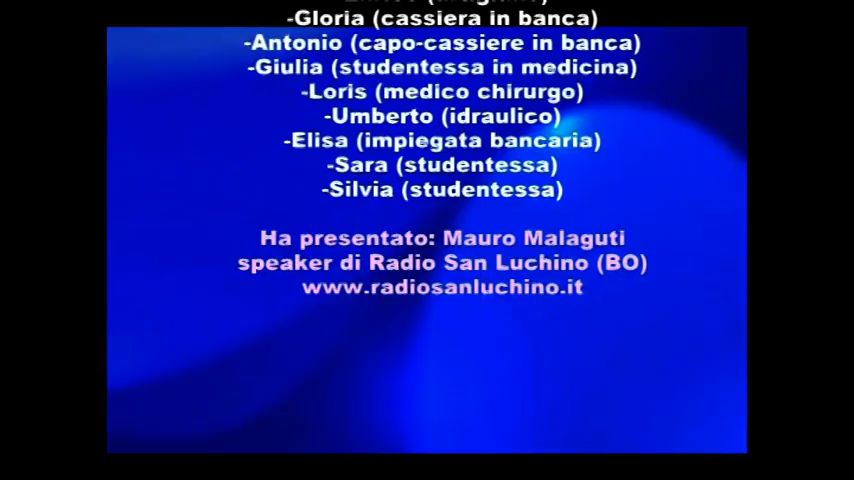 -Gloria (cassiera in banca)
-Antonio (capo-cassiere in banca)
-Giulia (studentessa in medicina)
-Loris (medico chirurgo)
-Umberto (idraulico)
-Elisa (impiegata bancaria)
-Sara (studentessa)
-Silvia (studentessa)
Ha presentato: Mauro Malaguti
speaker di Radio San Luchino (BO)
www.radiosanluchino.it